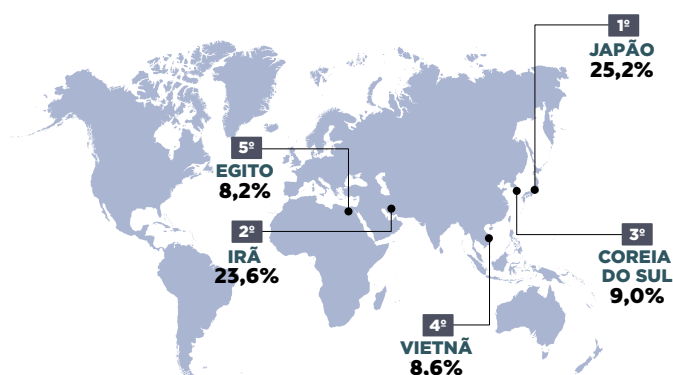 1º
JAPÃO
25,2%
5º
EGITO
8,2%
2º
IRÃ
23,6%
3º
COREIA
DO SUL
9,0%
4º
VIETNÃ
8,6%